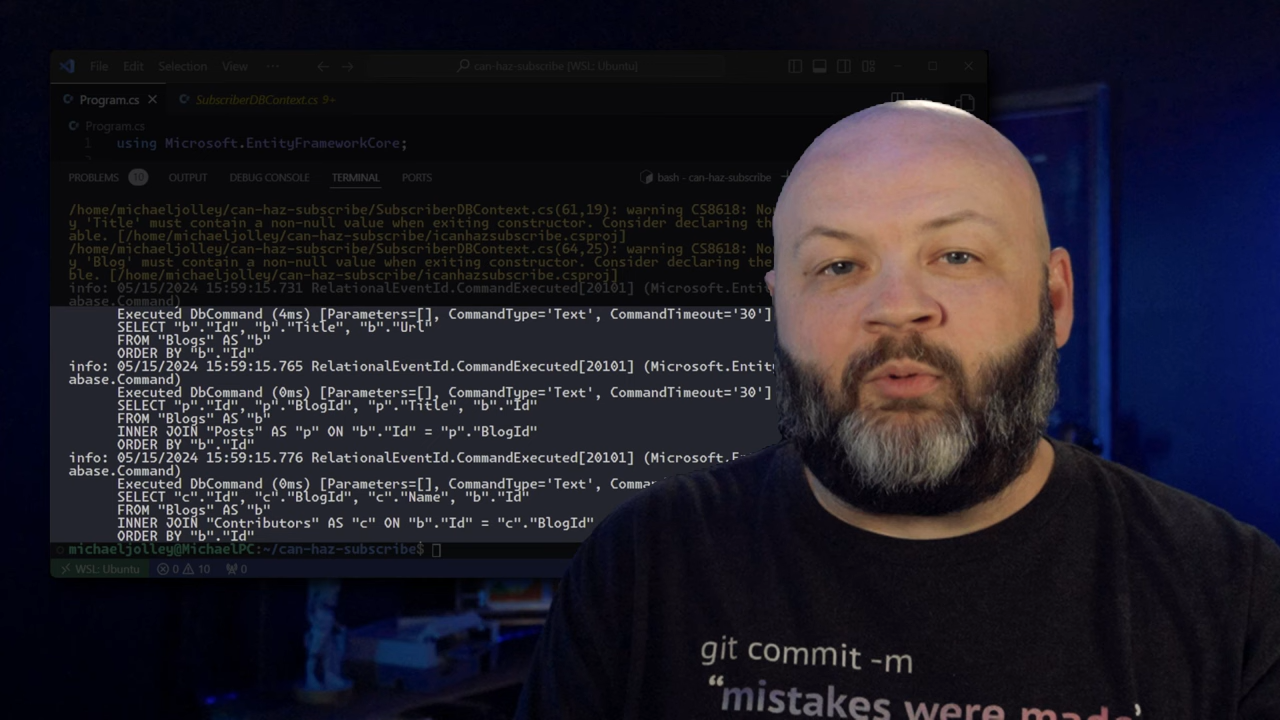 File Edit Selection View ··· can-haz-subscribe [WSL: Ubuntu]
Program.cs SubscriberDBContext.cs 9+
Program.cs
1 using Microsoft.EntityFrameworkCore;
PROBLEMS 10 OUTPUT DEBUG CONSOLE TERMINAL PORTS bash - can-haz-subscribe
/home/michaeljolley/can-haz-subscribe/SubscriberDBContext.cs(61,19): warning CS8618: No
y 'Title' must contain a non-null value when exiting constructor. Consider declaring the
able. [/home/michaeljolley/can-haz-subscribe/icanhazsubscribe.csproj]
/home/michaeljolley/can-haz-subscribe/SubscriberDBContext.cs(64,25): warning CS8618: No
y 'Blog' must contain a non-null value when exiting constructor. Consider declaring the
ble. [/home/michaeljolley/can-haz-subscribe/icanhazsubscribe.csproj]
info: 05/15/2024 15:59:15.731 RelationalEventId.CommandExecuted[20101] (Microsoft.Enti
abase.Command)
Executed DbCommand (4ms) [Parameters=[], CommandType='Text', CommandTimeout='30']
SELECT "b"."Id", "b"."Title", "b"."Url"
FROM "Blogs" AS "b"
ORDER BY "b"."Id"
info: 05/15/2024 15:59:15.765 RelationalEventId.CommandExecuted[20101] (Microsoft.Entit
abase.Command)
Executed DbCommand (0ms) [Parameters=[], CommandType='Text', CommandTimeout='30']
SELECT "p"."Id", "p"."BlogId", "p"."Title", "b"."Id"
FROM "Blogs" AS "b"
INNER JOIN "Posts" AS "p" ON "b"."Id" = "p"."BlogId"
ORDER BY "b"."Id"
info: 05/15/2024 15:59:15.776 RelationalEventId.CommandExecuted[20101] (Microsoft.E
abase.Command)
Executed DbCommand (0ms) [Parameters=[], CommandType='Text', Comma
SELECT "c"."Id", "c"."BlogId", "c"."Name", "b"."Id"
FROM "Blogs" AS "b"
INNER JOIN "Contributors" AS "c" ON "b"."Id" = "c"."BlogId"
ORDER BY "b"."Id"
michaeljolley@MichaelPC:~/can-haz-subscribe$
WSL: Ubuntu 0 10 0
git commit -m
“mistakes were made”